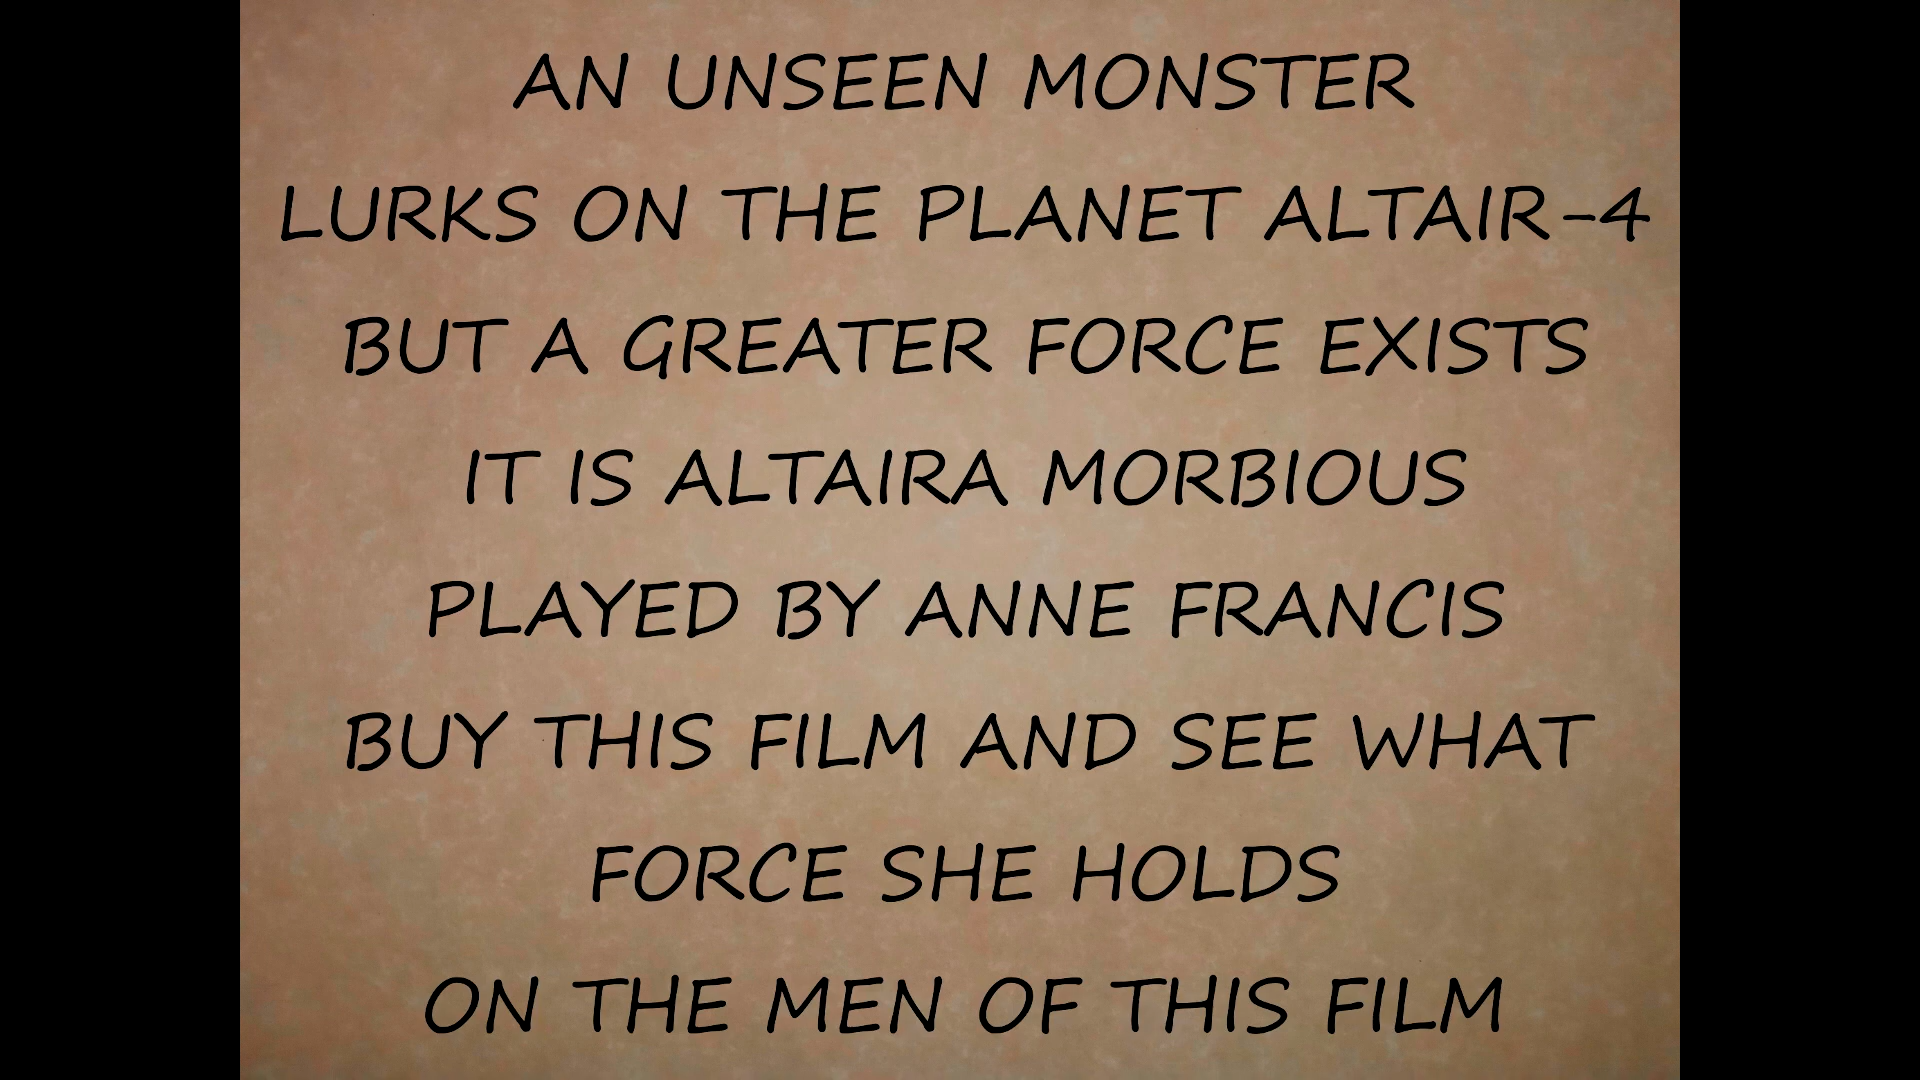 AN UNSEEN MONSTER
LURKS ON THE PLANET ALTAIR-4
BUT A GREATER FORCE EXISTS
IT IS ALTAIRA MORBIOUS
PLAYED BY ANNE FRANCIS
BUY THIS FILM AND SEE WHAT
FORCE SHE HOLDS
ON THE MEN OF THIS FILM